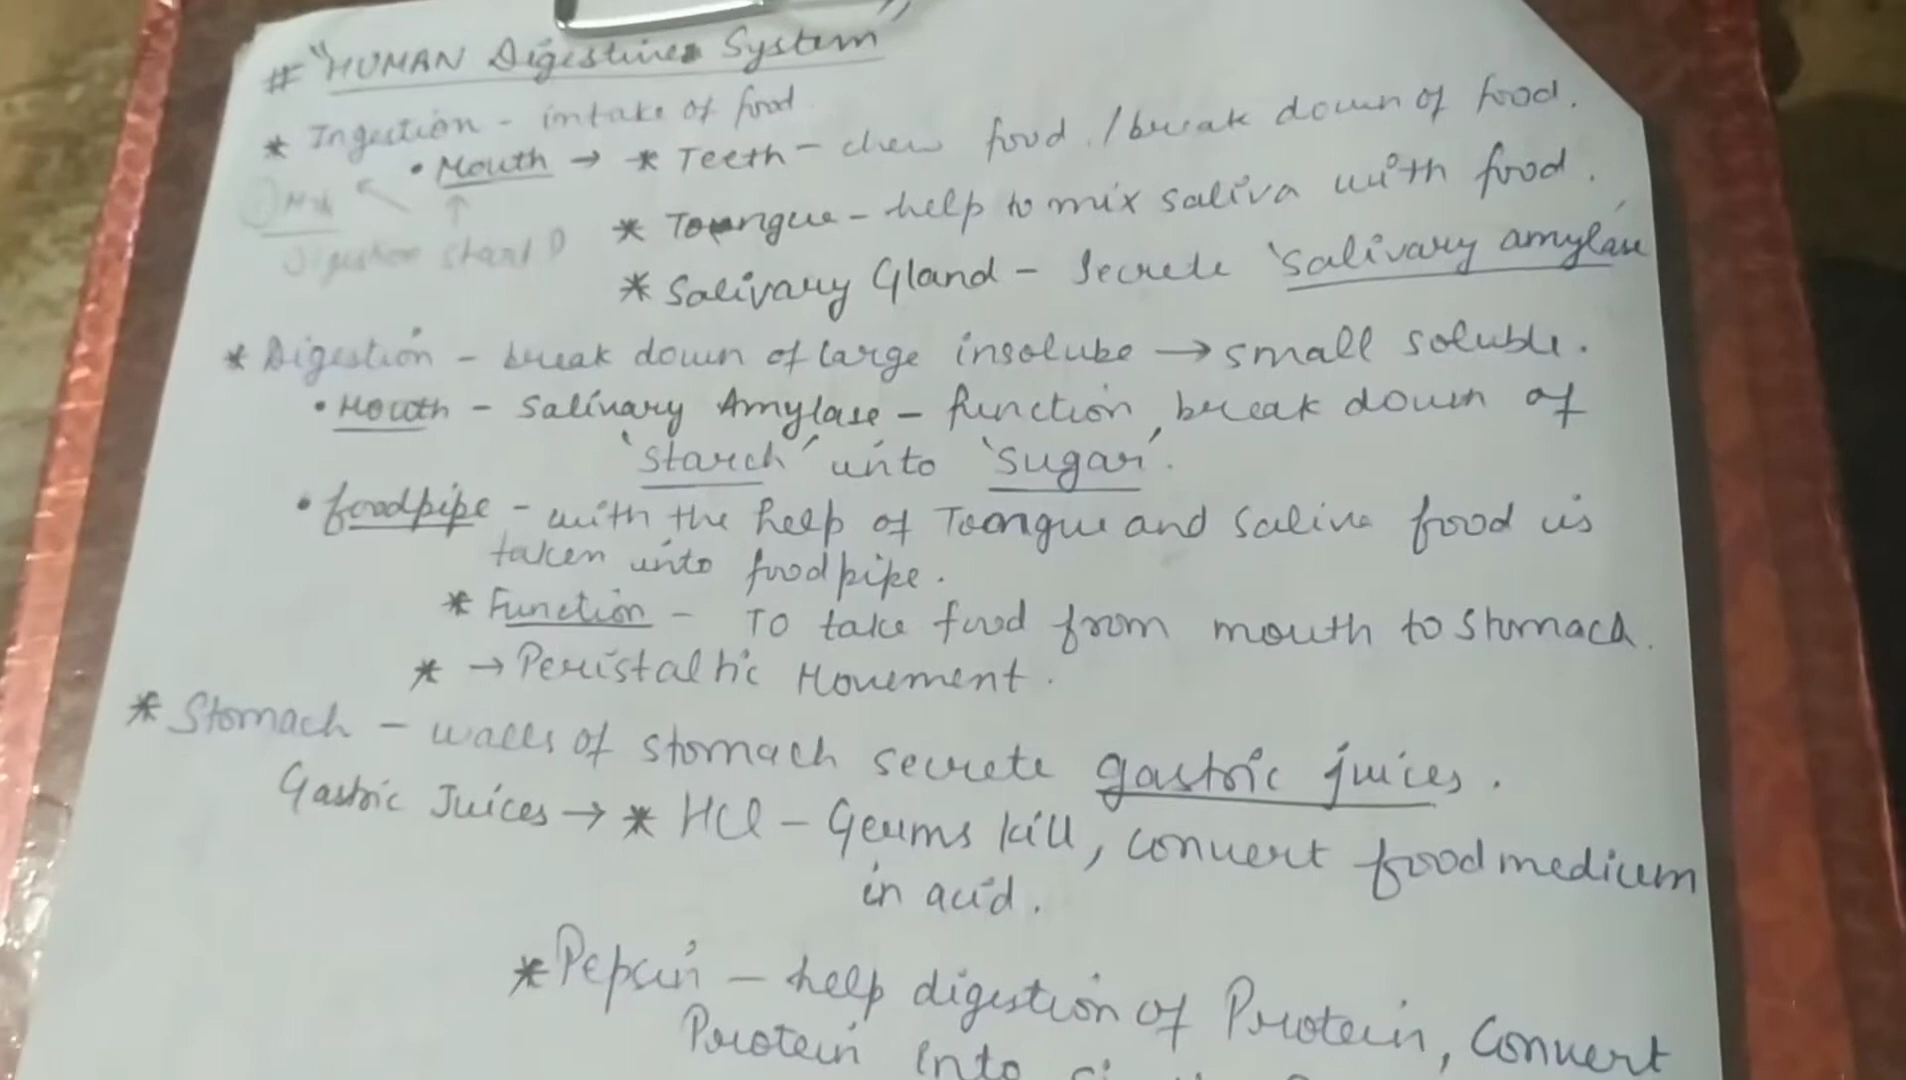 # "HUMAN Digestive System"
* Ingestion - intake of food
• Mouth → * Teeth - chew food / break down of food.
Digestion start
* Toungue - help to mix saliva with food.
* Salivary Gland - Secrete 'Salivary amylase
* Digestion - break down of large insolube → small soluble.
• Mouth - Salivary Amylase - function, break down of
'Starch' into 'Sugar'.
• foodpipe - with the help of Toongue and Saliva food is
taken into foodpipe.
* Function - To take food from mouth to Stomach.
* → Peristaltic Movement.
* Stomach - walls of stomach secrete gastric juices.
Gastric Juices → * HCl - Germs kill, convert food medium
in acid.
* Pepsin - help digestion of Protein, Convert
Protein into